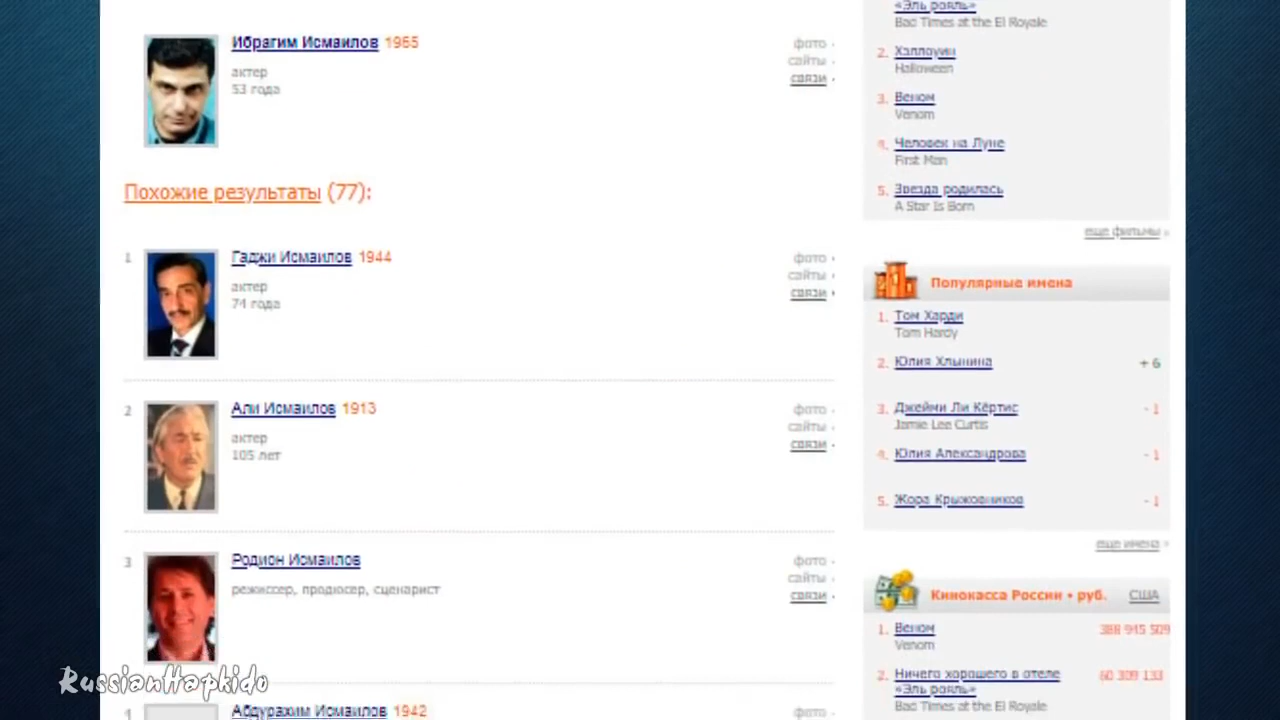 Ибрагим Исмаилов 1965
актер
53 года
фото
сайты
связи
Похожие результаты (77):
1
Гаджи Исмаилов 1944
актер
74 года
фото
сайты
связи
2
Али Исмаилов 1913
актер
105 лет
фото
сайты
связи
3
Родион Исмаилов
режиссер, продюсер, сценарист
фото
сайты
связи
4
Абдурахим Исмаилов 1942
фото
«Эль рояль»
Bad Times at the El Royale
2. Хэллоуин
Halloween
3. Веном
Venom
4. Человек на Луне
First Man
5. Звезда родилась
A Star Is Born
еще фильмы »
Популярные имена
1. Том Харди
Tom Hardy
2. Юлия Хлынина + 6
3. Джейми Ли Кёртис - 1
Jamie Lee Curtis
4. Юлия Александрова - 1
5. Жора Крыжовников - 1
еще имена »
Кинокасса России • руб. США
1. Веном 388 945 509
Venom
2. Ничего хорошего в отеле 60 309 133
«Эль рояль»
Bad Times at the El Royale
RussianHapkido